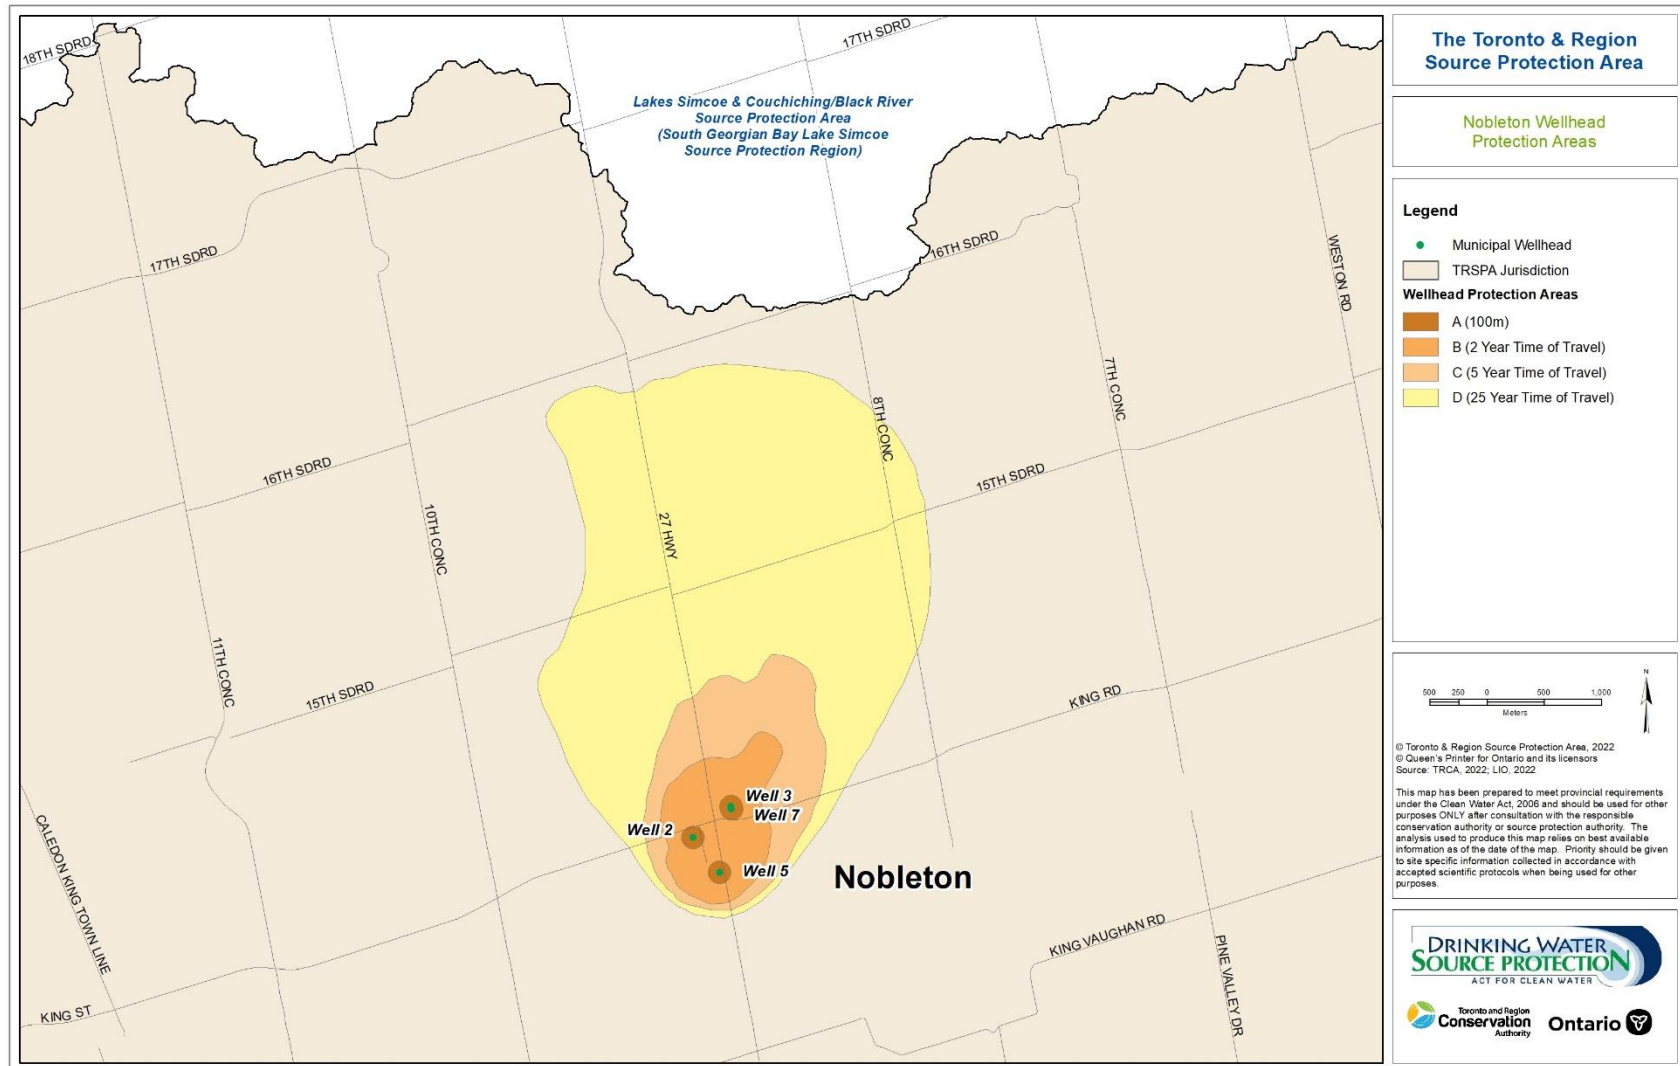 18TH SDRD
17TH SDRD
Lakes Simcoe & Couchiching/Black River
Source Protection Area
(South Georgian Bay Lake Simcoe
Source Protection Region)
17TH SDRD
16TH SDRD
WESTON RD
7TH CONC
8TH CONC
16TH SDRD
15TH SDRD
10TH CONC
27 HWY
11TH CONC
15TH SDRD
KING RD
Well 3
Well 7
Well 2
Well 5
Nobleton
CALEDON KING TOWN LINE
KING VAUGHAN RD
PINE VALLEY DR
KING ST
The Toronto & Region
Source Protection Area
Nobleton Wellhead
Protection Areas
Legend
Municipal Wellhead
TRSPA Jurisdiction
Wellhead Protection Areas
A (100m)
B (2 Year Time of Travel)
C (5 Year Time of Travel)
D (25 Year Time of Travel)
N
500 250 0 500 1,000
Meters
© Toronto & Region Source Protection Area, 2022
© Queen's Printer for Ontario and its licensors
Source: TRCA, 2022; LIO, 2022
This map has been prepared to meet provincial requirements
under the Clean Water Act, 2006 and should be used for other
purposes ONLY after consultation with the responsible
conservation authority or source protection authority. The
analysis used to produce this map relies on best available
information as of the date of the map. Priority should be given
to site specific information collected in accordance with
accepted scientific protocols when being used for other
purposes.
DRINKING WATER
SOURCE PROTECTION
ACT FOR CLEAN WATER
Toronto and Region
Conservation
Authority
Ontario